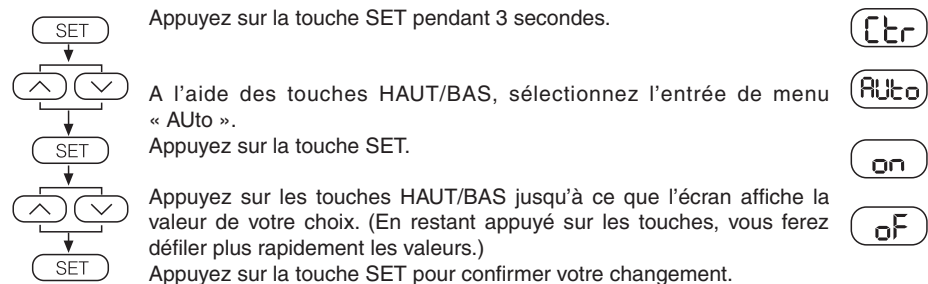 SET
Appuyez sur la touche SET pendant 3 secondes.
Ctr
A l’aide des touches HAUT/BAS, sélectionnez l’entrée de menu
« AUto ».
AUto
SET
Appuyez sur la touche SET.
on
Appuyez sur les touches HAUT/BAS jusqu’à ce que l’écran affiche la
valeur de votre choix. (En restant appuyé sur les touches, vous ferez
défiler plus rapidement les valeurs.)
oF
SET
Appuyez sur la touche SET pour confirmer votre changement.